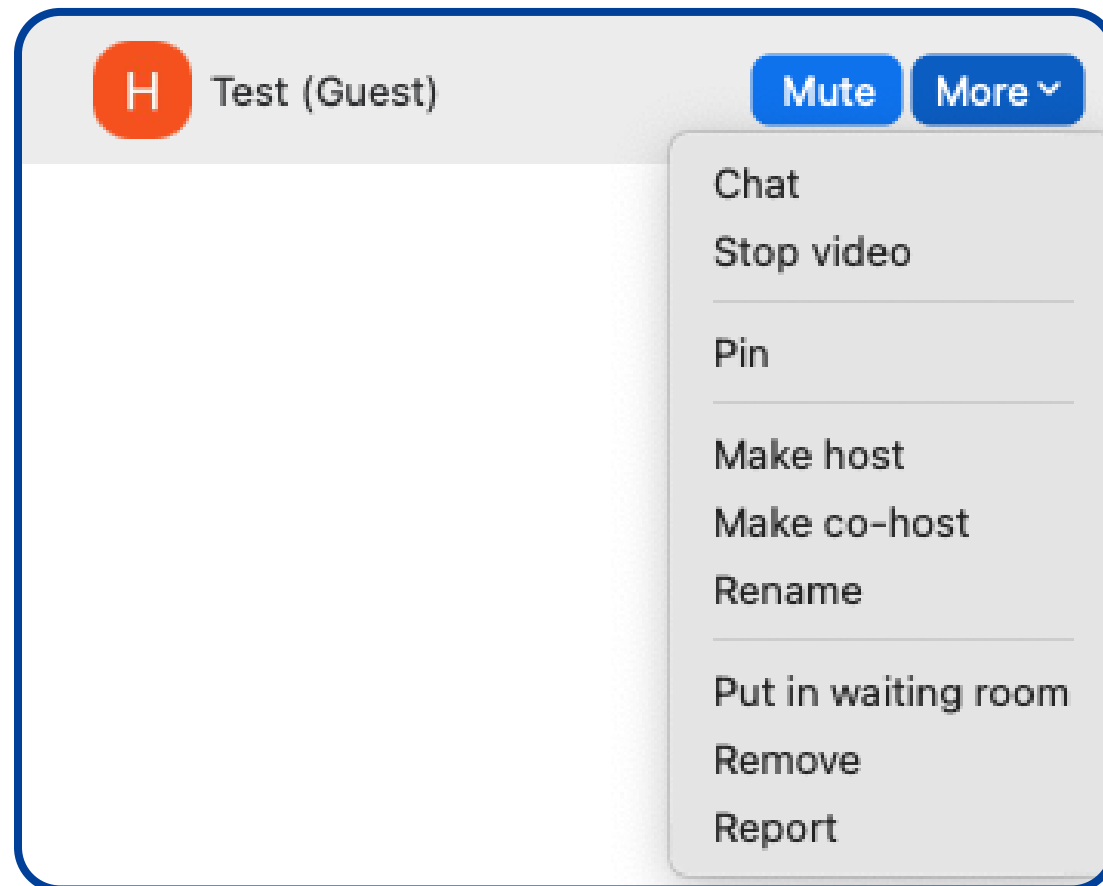 H Test (Guest) Mute More
Chat
Stop video
Pin
Make host
Make co-host
Rename
Put in waiting room
Remove
Report